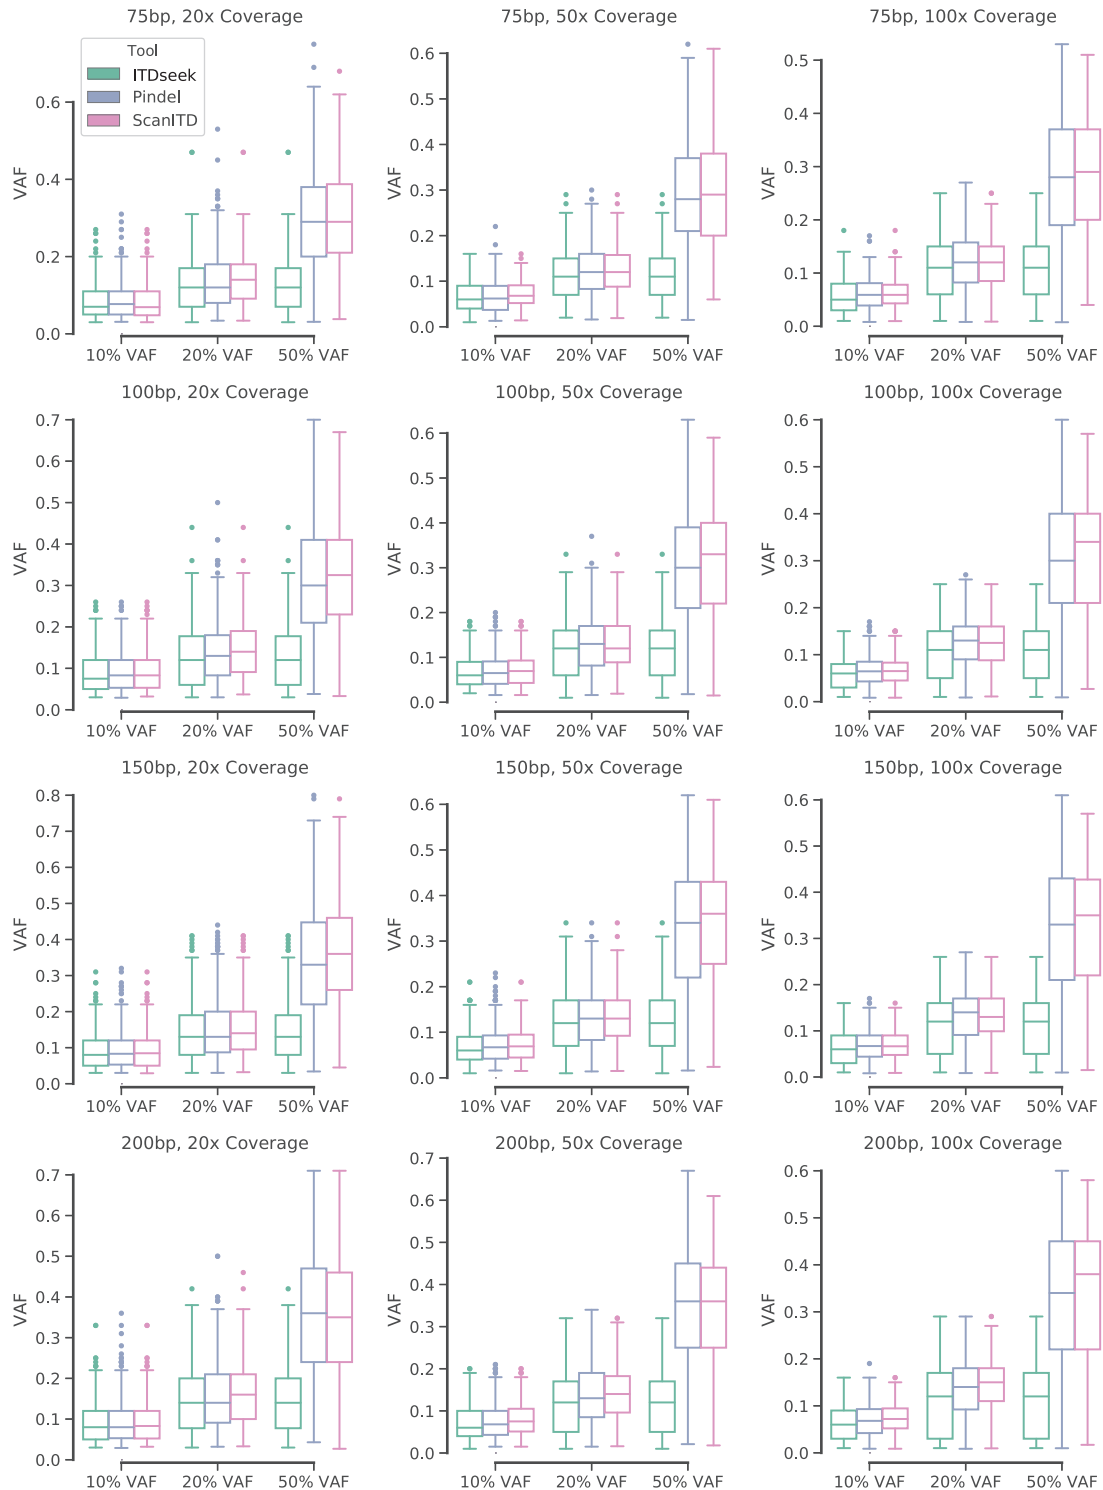 75bp, 20x Coverage
75bp, 50x Coverage
75bp, 100x Coverage
Tool
ITDseek
Pindel
ScanITD
VAF
0.6
0.4
0.2
0.0
10% VAF 20% VAF 50% VAF
VAF
0.6
0.5
0.4
0.3
0.2
0.1
0.0
10% VAF 20% VAF 50% VAF
VAF
0.5
0.4
0.3
0.2
0.1
0.0
10% VAF 20% VAF 50% VAF
100bp, 20x Coverage
100bp, 50x Coverage
100bp, 100x Coverage
VAF
0.7
0.6
0.5
0.4
0.3
0.2
0.1
0.0
10% VAF 20% VAF 50% VAF
VAF
0.6
0.5
0.4
0.3
0.2
0.1
0.0
10% VAF 20% VAF 50% VAF
VAF
0.6
0.5
0.4
0.3
0.2
0.1
0.0
10% VAF 20% VAF 50% VAF
150bp, 20x Coverage
150bp, 50x Coverage
150bp, 100x Coverage
VAF
0.8
0.7
0.6
0.5
0.4
0.3
0.2
0.1
0.0
10% VAF 20% VAF 50% VAF
VAF
0.6
0.5
0.4
0.3
0.2
0.1
0.0
10% VAF 20% VAF 50% VAF
VAF
0.6
0.5
0.4
0.3
0.2
0.1
0.0
10% VAF 20% VAF 50% VAF
200bp, 20x Coverage
200bp, 50x Coverage
200bp, 100x Coverage
VAF
0.7
0.6
0.5
0.4
0.3
0.2
0.1
0.0
10% VAF 20% VAF 50% VAF
VAF
0.7
0.6
0.5
0.4
0.3
0.2
0.1
0.0
10% VAF 20% VAF 50% VAF
VAF
0.6
0.5
0.4
0.3
0.2
0.1
0.0
10% VAF 20% VAF 50% VAF